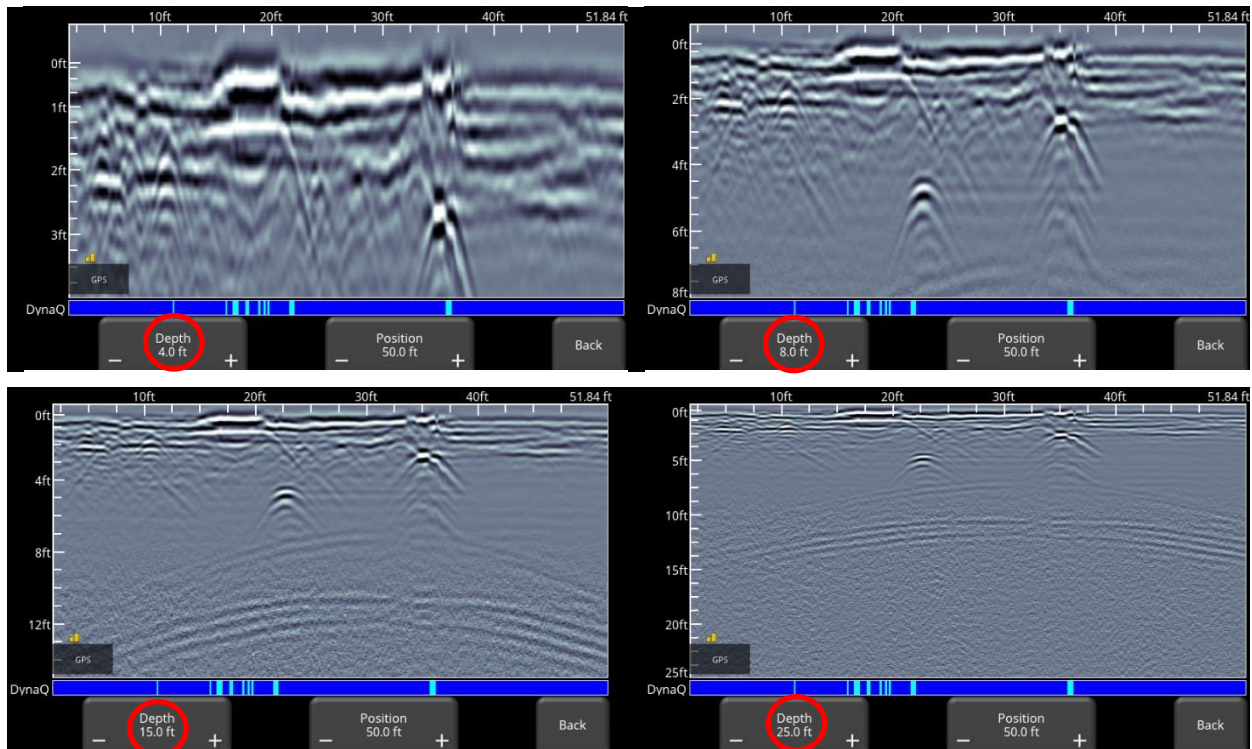 10ft 20ft 30ft 40ft 51.84 ft
0ft
1ft
2ft
3ft
GPS
DynaQ
Depth Position Back
4.0 ft 50.0 ft
− + − +
10ft 20ft 30ft 40ft 51.84 ft
0ft
2ft
4ft
6ft
8ft
GPS
DynaQ
Depth Position Back
8.0 ft 50.0 ft
− + − +
10ft 20ft 30ft 40ft 51.84 ft
0ft
4ft
8ft
12ft
GPS
DynaQ
Depth Position Back
15.0 ft 50.0 ft
− + − +
10ft 20ft 30ft 40ft 51.84 ft
0ft
5ft
10ft
15ft
20ft
25ft
GPS
DynaQ
Depth Position Back
25.0 ft 50.0 ft
− + − +